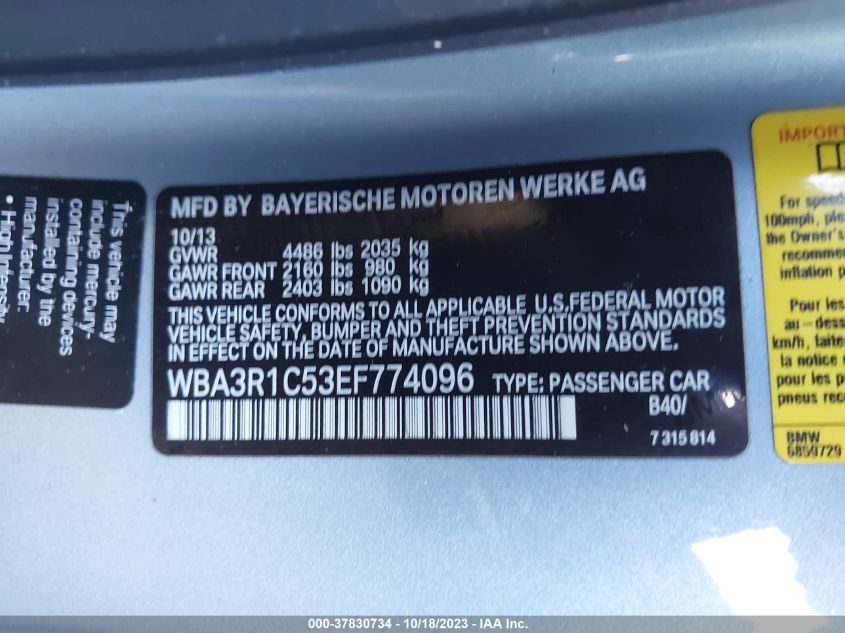 This vehicle may
include mercury-
containing devices
installed by the
manufacturer:
• High Intensity
MFD BY BAYERISCHE MOTOREN WERKE AG
10/13
GVWR 4486 lbs 2035 kg
GAWR FRONT 2160 lbs 980 kg
GAWR REAR 2403 lbs 1090 kg
THIS VEHICLE CONFORMS TO ALL APPLICABLE U.S.FEDERAL MOTOR
VEHICLE SAFETY, BUMPER AND THEFT PREVENTION STANDARDS
IN EFFECT ON THE DATE OF MANUFACTURE SHOWN ABOVE.
WBA3R1C53EF774096 TYPE: PASSENGER CAR
B40/
7 315 814
IMPORT
For speed
100mph, ple
the Owner's
recomme
inflation p
Pour les
au-dess
km/h, faite
la notice
pour les p
pneus
BMW
6859729
000-37830734 - 10/18/2023 - IAA Inc.